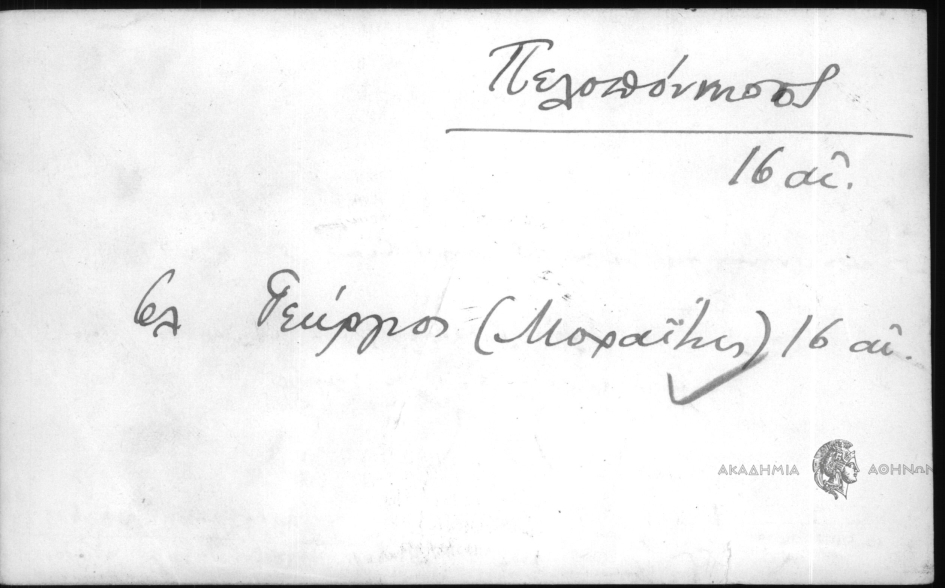 Πελοπόννησος
16 αἰ.
βλ Γεώργιος (Μοραΐτης) 16 αἰ.
ΑΚΑΔΗΜΙΑ ΑΘΗΝΩΝ